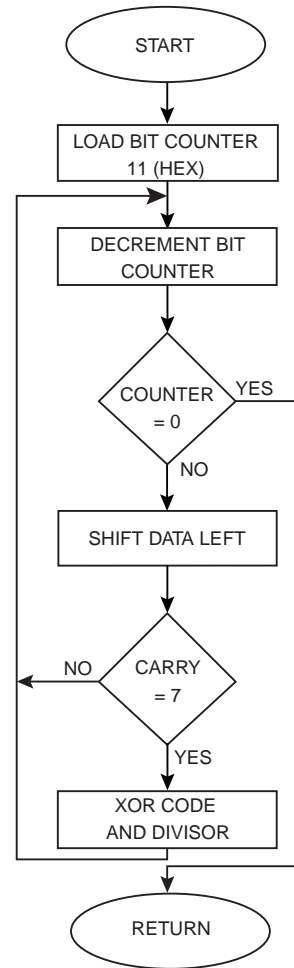 START
LOAD BIT COUNTER
11 (HEX)
DECREMENT BIT
COUNTER
COUNTER
= 0
YES
NO
SHIFT DATA LEFT
CARRY
= 7
NO
YES
XOR CODE
AND DIVISOR
RETURN